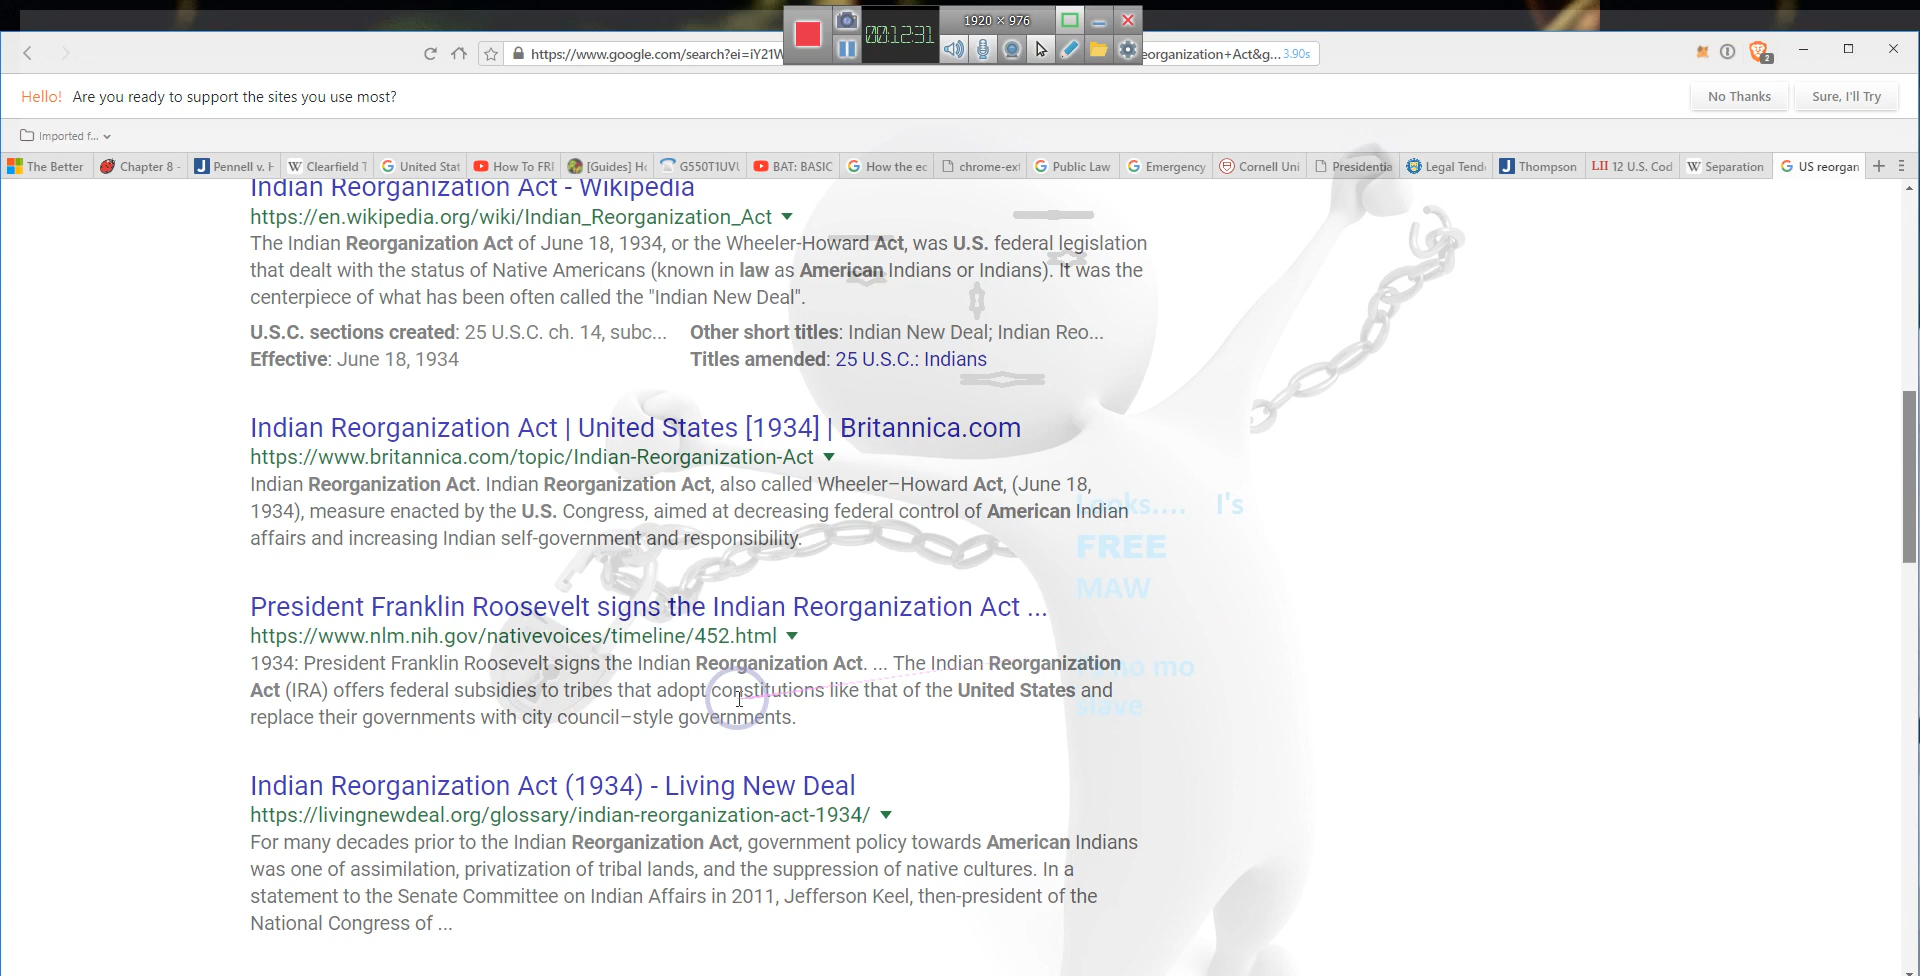 1920 × 976
00:12:31
https://www.google.com/search?ei=iY21W
eorganization+Act&g... 3.90s
2
Hello! Are you ready to support the sites you use most?
No Thanks
Sure, I'll Try
Imported f...
The Better
Chapter 8 -
Pennell v. H
Clearfield T
United Stat
How To FRE
[Guides] Ho
G550T1UVU
BAT: BASIC
How the ec
chrome-ext
Public Law
Emergency
Cornell Uni
Presidentia
Legal Tende
Thompson
LII 12 U.S. Cod
Separation
US reorgan
Indian Reorganization Act - Wikipedia
https://en.wikipedia.org/wiki/Indian_Reorganization_Act
The Indian Reorganization Act of June 18, 1934, or the Wheeler-Howard Act, was U.S. federal legislation
that dealt with the status of Native Americans (known in law as American Indians or Indians). It was the
centerpiece of what has been often called the "Indian New Deal".
U.S.C. sections created: 25 U.S.C. ch. 14, subc... Other short titles: Indian New Deal; Indian Reo...
Effective: June 18, 1934 Titles amended: 25 U.S.C.: Indians
Indian Reorganization Act | United States [1934] | Britannica.com
https://www.britannica.com/topic/Indian-Reorganization-Act
Indian Reorganization Act. Indian Reorganization Act, also called Wheeler–Howard Act, (June 18,
1934), measure enacted by the U.S. Congress, aimed at decreasing federal control of American Indian
affairs and increasing Indian self-government and responsibility.
I's
FREE
MAW
President Franklin Roosevelt signs the Indian Reorganization Act ...
https://www.nlm.nih.gov/nativevoices/timeline/452.html
1934: President Franklin Roosevelt signs the Indian Reorganization Act. ... The Indian Reorganization
Act (IRA) offers federal subsidies to tribes that adopt constitutions like that of the United States and
replace their governments with city council–style governments.
no mo
slave
Indian Reorganization Act (1934) - Living New Deal
https://livingnewdeal.org/glossary/indian-reorganization-act-1934/
For many decades prior to the Indian Reorganization Act, government policy towards American Indians
was one of assimilation, privatization of tribal lands, and the suppression of native cultures. In a
statement to the Senate Committee on Indian Affairs in 2011, Jefferson Keel, then-president of the
National Congress of ...